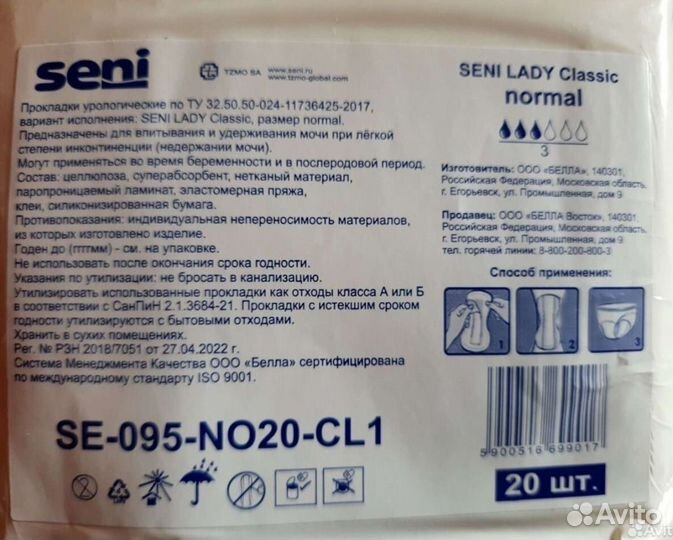 seni
TZMO SA
www.seni.ru
tzmo-global.com
Прокладки урологические по ТУ 32.50.50-024-11736425-2017,
вариант исполнения: SENI LADY Classic, размер normal.
Предназначены для впитывания и удерживания мочи при лёгкой
степени инконтиненции (недержании мочи).
Могут применяться во время беременности и в послеродовой период.
Состав: целлюлоза, суперабсорбент, нетканый материал,
паропроницаемый ламинат, эластомерная пряжа,
клеи, силиконизированная бумага.
Противопоказания: индивидуальная непереносимость материалов,
из которых изготовлено изделие.
Годен до (ггггмм) - см. на упаковке.
Не использовать после окончания срока годности.
Указания по утилизации: не бросать в канализацию.
Утилизировать использованные прокладки как отходы класса А или Б
в соответствии с СанПиН 2.1.3684-21. Прокладки с истекшим сроком
годности утилизируются с бытовыми отходами.
Хранить в сухих помещениях.
Рег. № РЗН 2018/7051 от 27.04.2022 г.
Система Менеджмента Качества ООО «Белла» сертифицирована
по международному стандарту ISO 9001.
SE-095-NO20-CL1
SENI LADY Classic
normal
3
Изготовитель: ООО «БЕЛЛА», 140301,
Российская Федерация, Московская область,
г. Егорьевск, ул. Промышленная, дом 9
Продавец: ООО «БЕЛЛА Восток», 140301
Российская Федерация, Московская область,
г. Егорьевск, ул. Промышленная, дом 9
тел. горячей линии: 8-800-200-800-3
Способ применения:
1
2
3
5900516699017
20 шт.
Avito